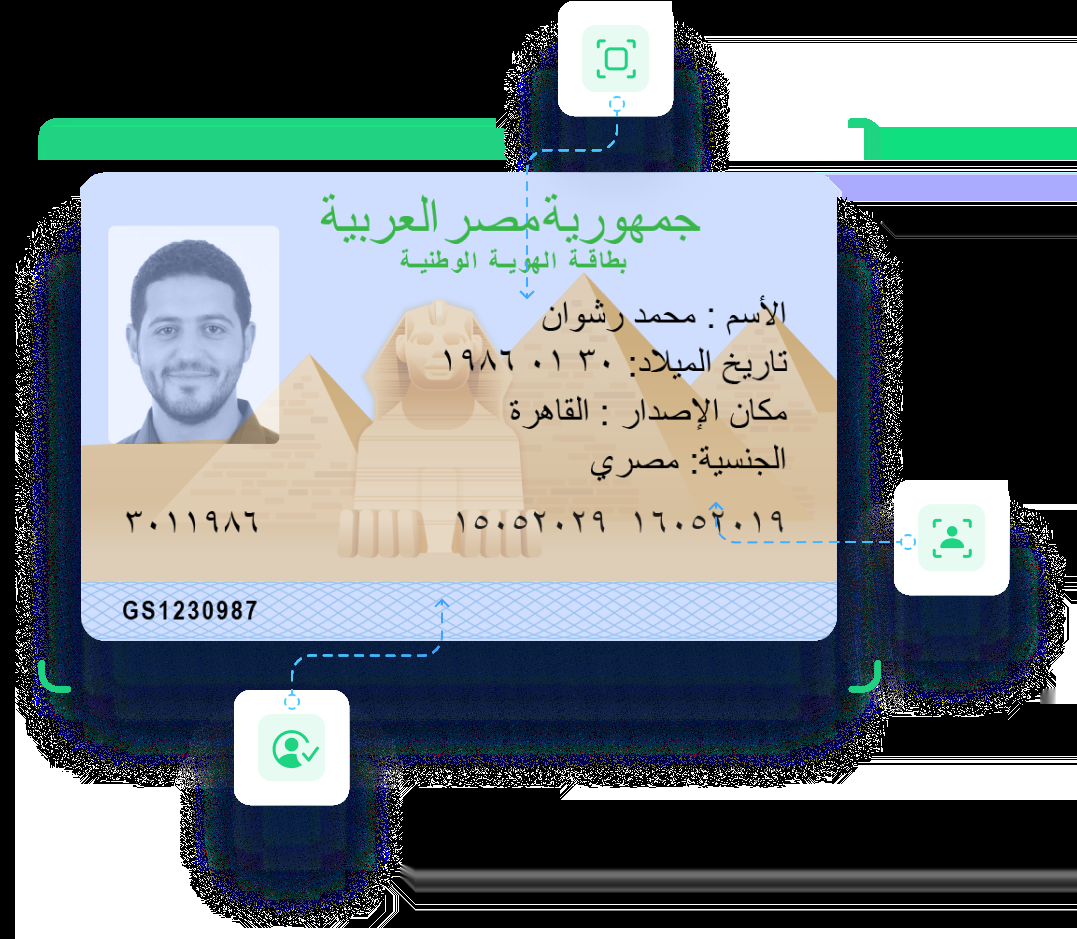 جمهورية مصر العربية
بطاقة الهوية الوطنية
الأسم : محمد رشوان
تاريخ الميلاد: ٣٠ ٠١ ١٩٨٦
مكان الإصدار : القاهرة
الجنسية: مصري
١٦٠٥٢٠١٩ ١٥٠٥٢٠٢٩ ٣٠١١٩٨٦
GS1230987